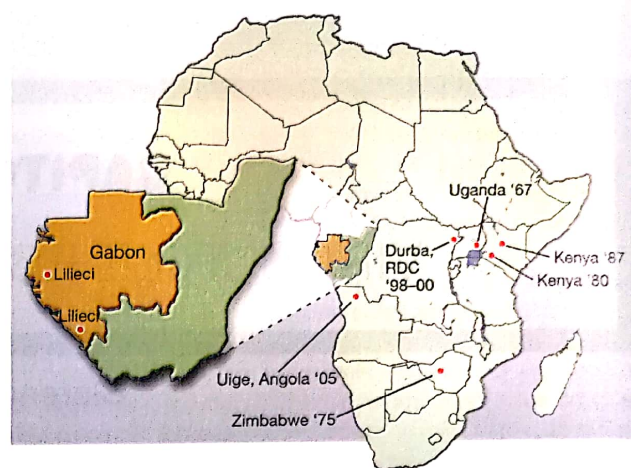 Uganda '67
Gabon
Durba,
RDC
'98–00
Kenya '87
Lilieci
Kenya '80
Lilieci
Uige, Angola '05
Zimbabwe '75